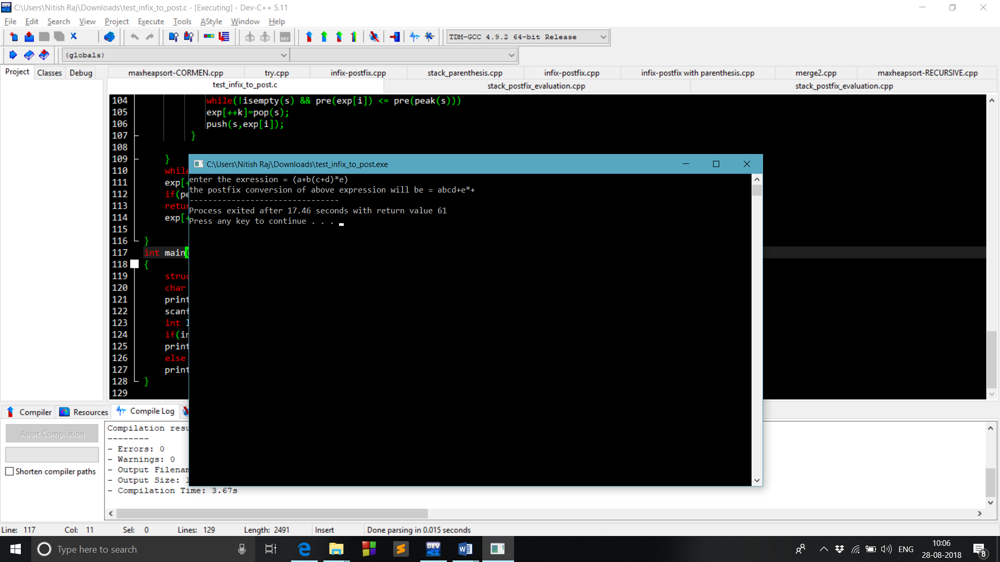 C:\Users\Nitish Raj\Downloads\test_infix_to_post.c - [Executing] - Dev-C++ 5.11
File Edit Search View Project Execute Tools AStyle Window Help
TDM-GCC 4.9.2 64-bit Release
(globals)
Project Classes Debug
maxheapsort-CORMEN.cpp try.cpp infix-postfix.cpp stack_parenthesis.cpp infix-postfix.cpp infix-postfix with parenthesis.cpp merge2.cpp maxheapsort-RECURSIVE.cpp
test_infix_to_post.c stack_postfix_evaluation.cpp stack_postfix_evaluation.cpp
104 while(!isempty(s) && pre(exp[i]) <= pre(peak(s)))
105 exp[++k]=pop(s);
106 push(s,exp[i]);
107 }
108
109 }
110 while
111 exp[+
112 if(pe
113 retur
114 exp[+
115
116 }
117 int main(
118 {
119 struc
120 char
121 print
122 scanf
123 int l
124 if(in
125 print
126 else
127 print
128 }
129
C:\Users\Nitish Raj\Downloads\test_infix_to_post.exe
enter the exression = (a+b(c+d)*e)
the postfix conversion of above expression will be = abcd+e*+
--------------------------------
Process exited after 17.46 seconds with return value 61
Press any key to continue . . .
Compiler Resources Compile Log
Abort Compilation
Shorten compiler paths
Compilation resu
--------
- Errors: 0
- Warnings: 0
- Output Filenam
- Output Size: 1
- Compilation Time: 3.67s
Line: 117 Col: 11 Sel: 0 Lines: 129 Length: 2491 Insert Done parsing in 0.015 seconds
Type here to search
DEV C++
ENG
10:06
28-08-2018
8